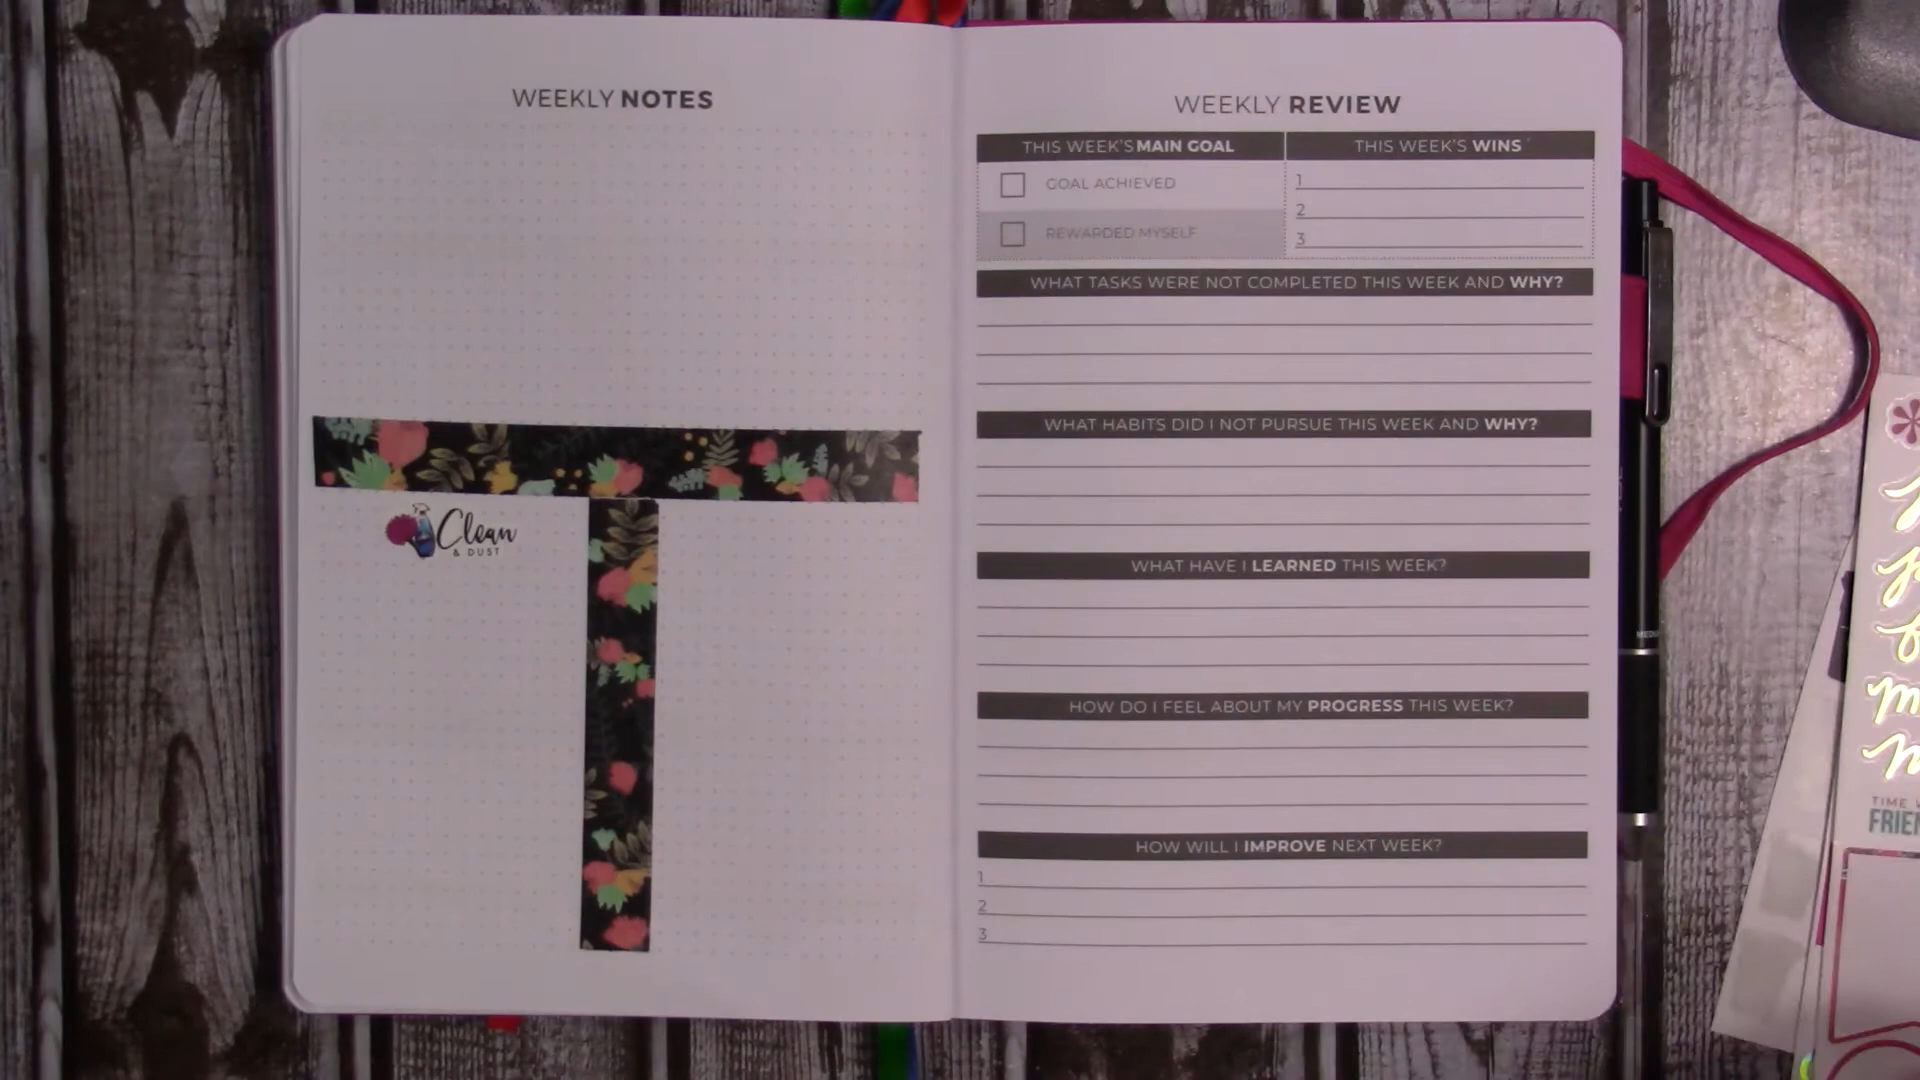 WEEKLY NOTES
Clean
& DUST
WEEKLY REVIEW
THIS WEEK'S MAIN GOAL
GOAL ACHIEVED
REWARDED MYSELF
THIS WEEK'S WINS
1
2
3
WHAT TASKS WERE NOT COMPLETED THIS WEEK AND WHY?
WHAT HABITS DID I NOT PURSUE THIS WEEK AND WHY?
WHAT HAVE I LEARNED THIS WEEK?
HOW DO I FEEL ABOUT MY PROGRESS THIS WEEK?
HOW WILL I IMPROVE NEXT WEEK?
1
2
3
TIME